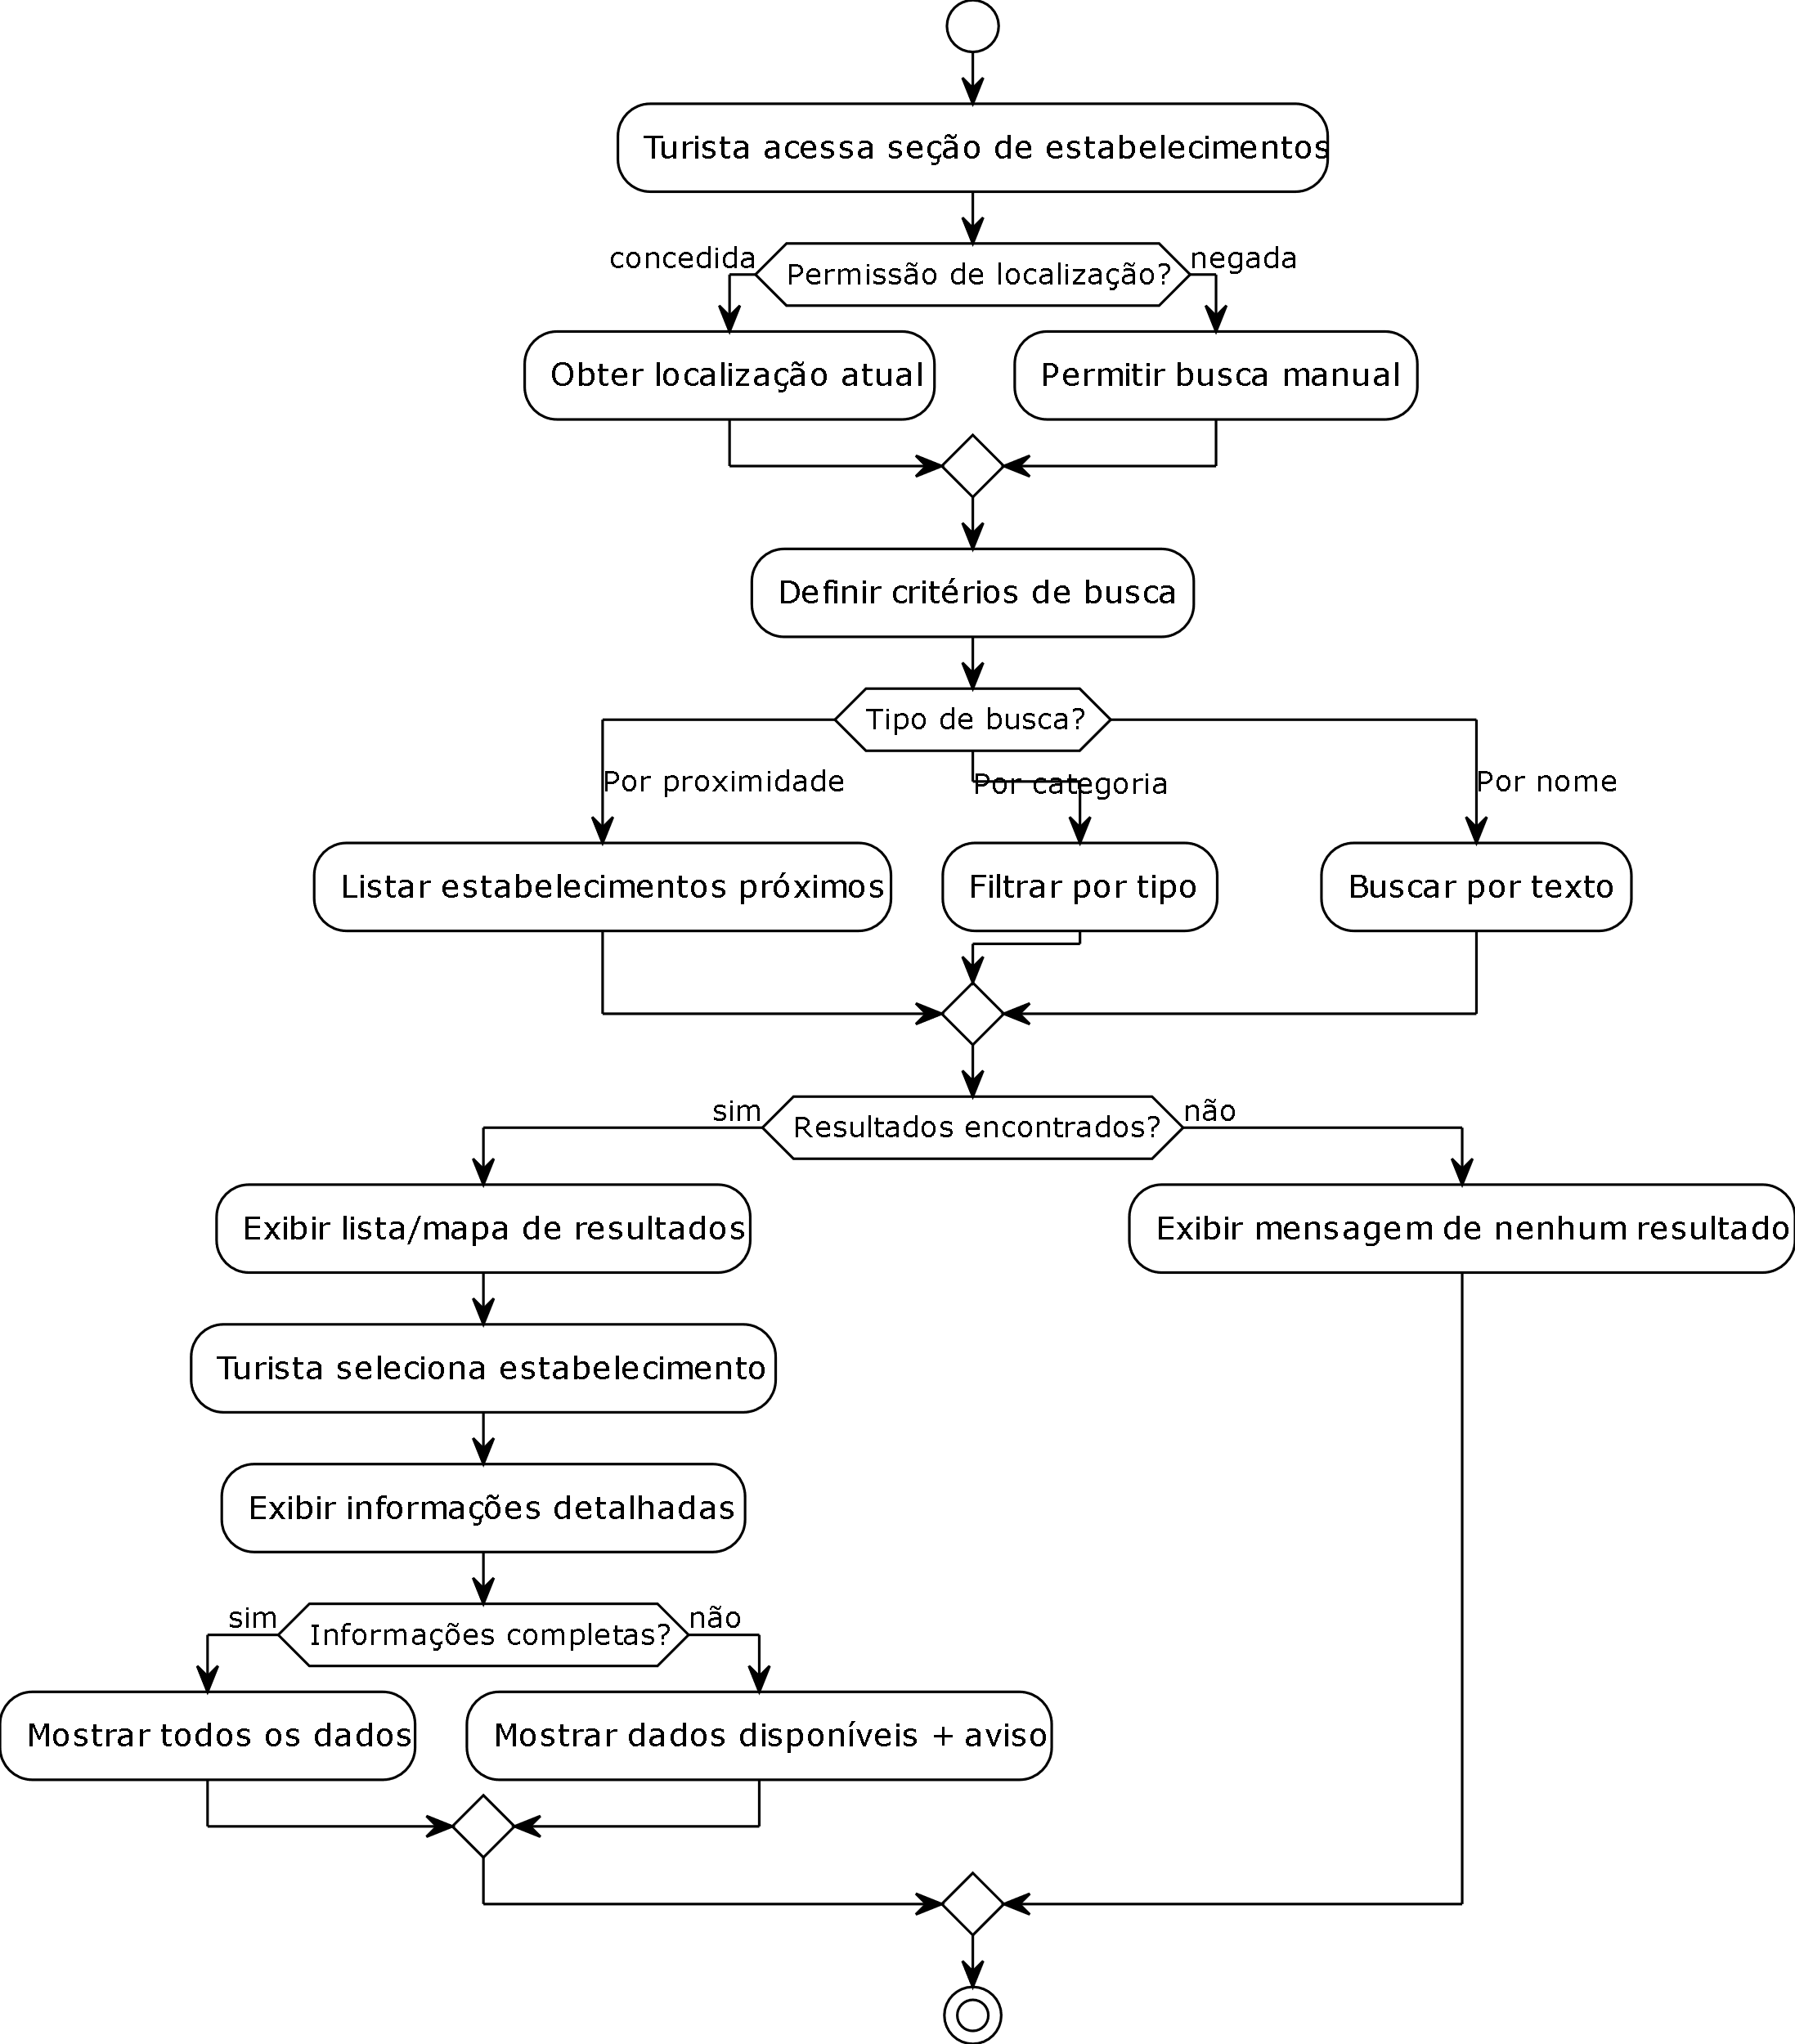 Turista acessa seção de estabelecimentos
concedida
Permissão de localização?
negada
Obter localização atual
Permitir busca manual
Definir critérios de busca
Tipo de busca?
Por proximidade
Por categoria
Por nome
Listar estabelecimentos próximos
Filtrar por tipo
Buscar por texto
sim
Resultados encontrados?
não
Exibir lista/mapa de resultados
Exibir mensagem de nenhum resultado
Turista seleciona estabelecimento
Exibir informações detalhadas
sim
Informações completas?
não
Mostrar todos os dados
Mostrar dados disponíveis + aviso